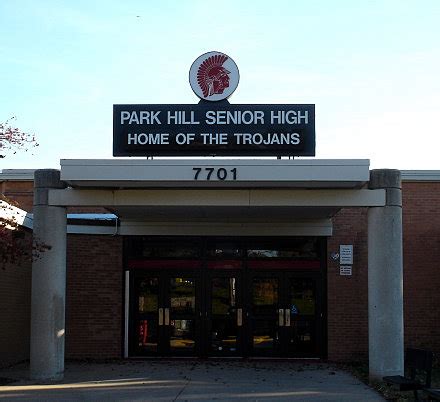 PARK HILL SENIOR HIGH
HOME OF THE TROJANS
7701